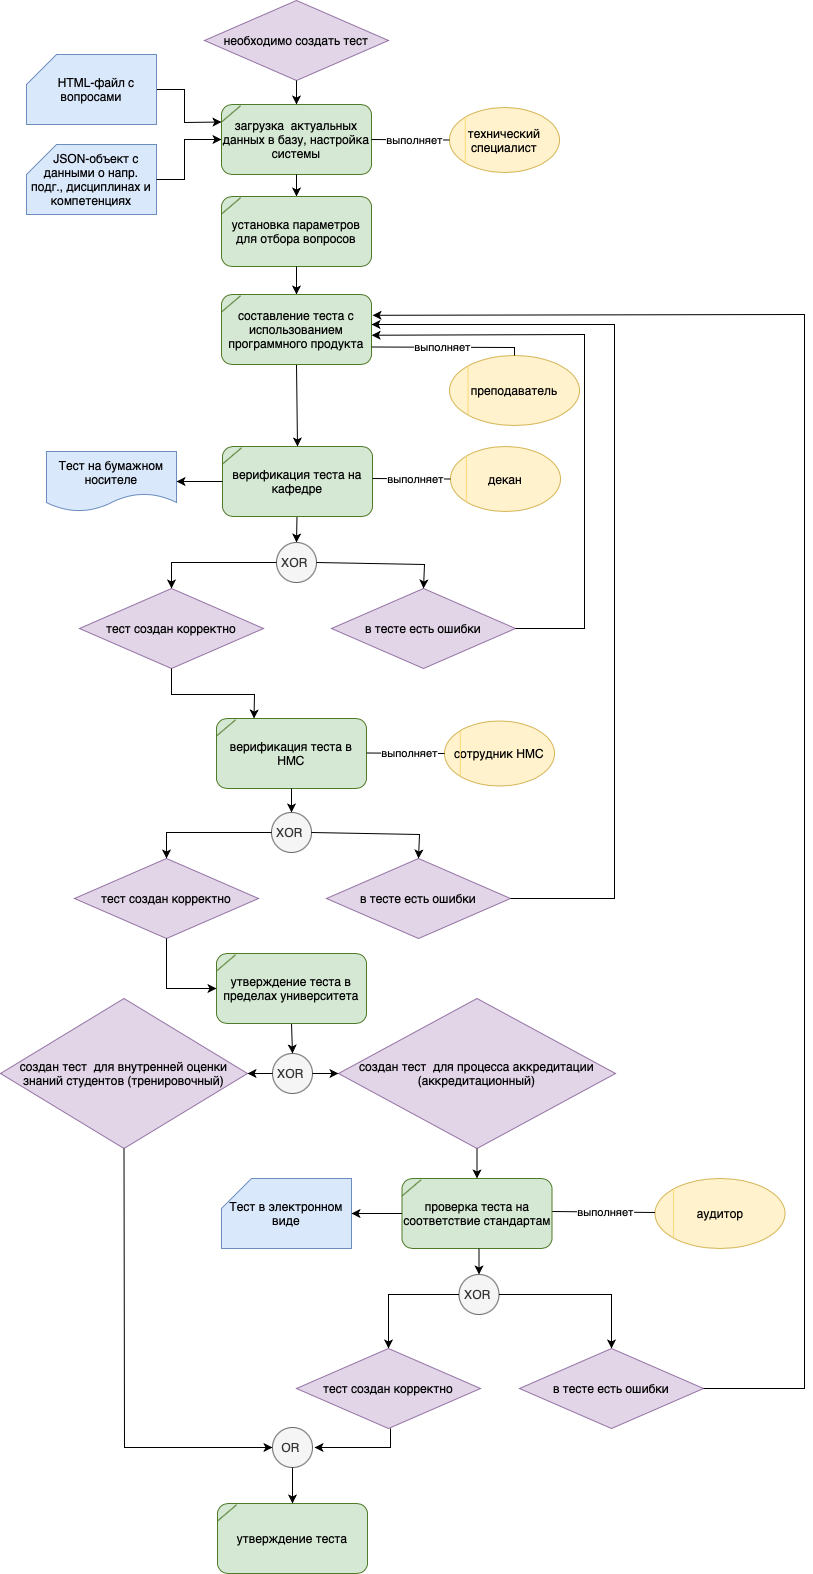 необходимо создать тест
HTML-файл с
вопросами
загрузка актуальных
данных в базу, настройка
системы
выполняет
технический
специалист
JSON-объект с
данными о напр.
подг., дисциплинах и
компетенциях
установка параметров
для отбора вопросов
составление теста с
использованием
программного продукта
выполняет
преподаватель
Тест на бумажном
носителе
верификация теста на
кафедре
выполняет
декан
XOR
тест создан корректно
в тесте есть ошибки
верификация теста в
НМС
выполняет
сотрудник НМС
XOR
тест создан корректно
в тесте есть ошибки
утверждение теста в
пределах университета
создан тест для внутренней оценки
знаний студентов (тренировочный)
XOR
создан тест для процесса аккредитации
(аккредитационный)
Тест в электронном
виде
проверка теста на
соответствие стандартам
выполняет
аудитор
XOR
тест создан корректно
в тесте есть ошибки
OR
утверждение теста